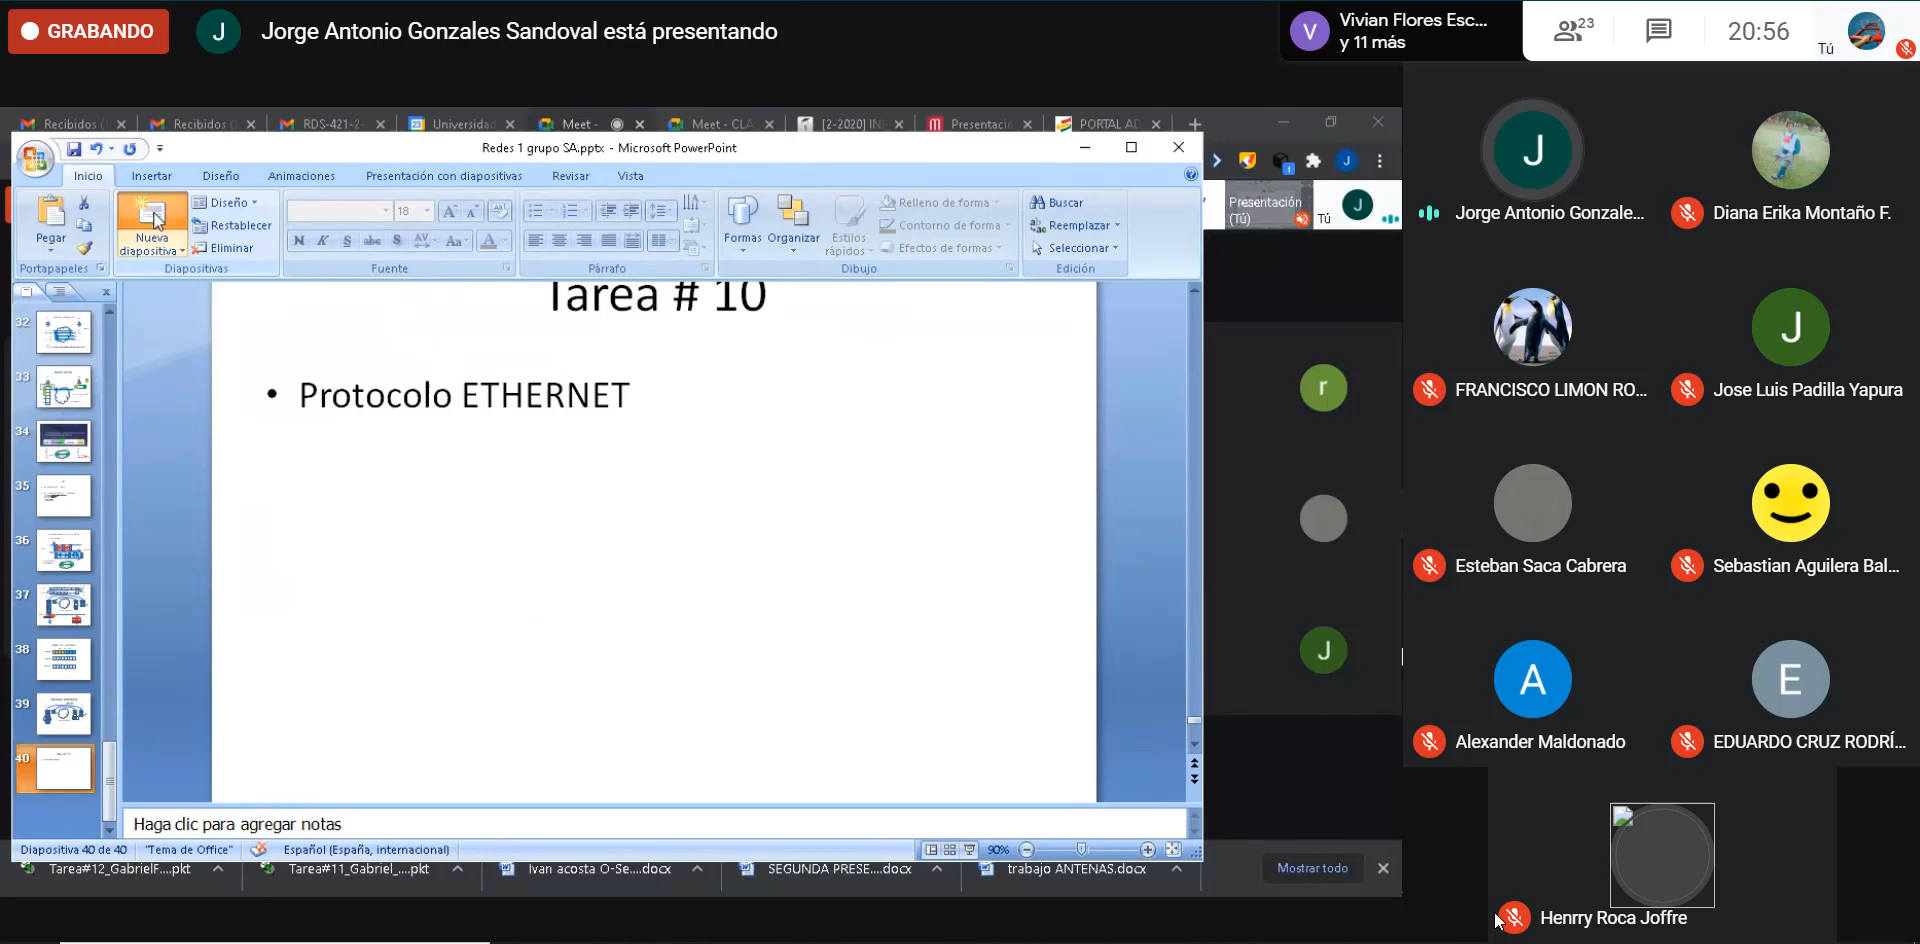 GRABANDO
J
Jorge Antonio Gonzales Sandoval está presentando
V
Vivian Flores Esc...
y 11 más
23
20:56
Tú
Recibidos (
Recibidos (
RDS-421-2-
Universidad
Meet -
Meet - CLA
[2-2020] IN
Presentaci
PORTAL AD
Redes 1 grupo SA.pptx - Microsoft PowerPoint
Inicio
Insertar
Diseño
Animaciones
Presentación con diapositivas
Revisar
Vista
Pegar
Portapapeles
Nueva
diapositiva
Diseño
Restablecer
Eliminar
Diapositivas
18
Fuente
Párrafo
Formas
Organizar
Estilos
rápidos
Relleno de forma
Contorno de forma
Efectos de formas
Dibujo
Buscar
Reemplazar
Seleccionar
Edición
Presentación
(Tú)
Tú
J
32
33
34
35
36
37
38
39
40
Tarea # 10
• Protocolo ETHERNET
Haga clic para agregar notas
Diapositiva 40 de 40
"Tema de Office"
Español (España, internacional)
90%
Tarea#12_GabrielF....pkt
Tarea#11_Gabriel_....pkt
Ivan acosta O-Se....docx
SEGUNDA PRESE....docx
trabajo ANTENAS.docx
Mostrar todo
r
J
J
Jorge Antonio Gonzale...
Diana Erika Montaño F.
FRANCISCO LIMON RO...
J
Jose Luis Padilla Yapura
Esteban Saca Cabrera
Sebastian Aguilera Bal...
A
Alexander Maldonado
E
EDUARDO CRUZ RODRÍ...
Henrry Roca Joffre